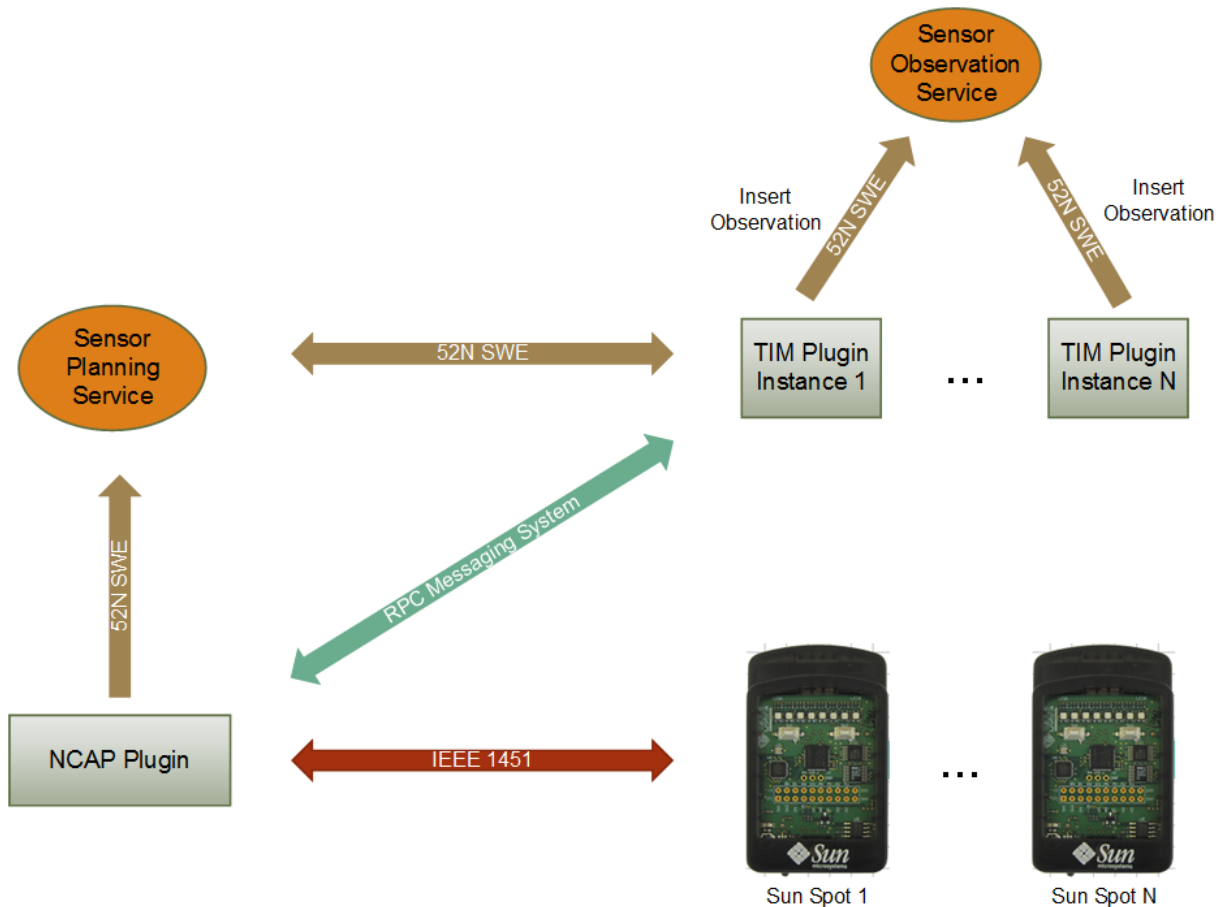 Sensor
Observation
Service
Insert
Observation
52N SWE
52N SWE
Insert
Observation
Sensor
Planning
Service
52N SWE
TIM Plugin
Instance 1
...
TIM Plugin
Instance N
52N SWE
RPC Messaging System
NCAP Plugin
IEEE 1451
...
Sun
microsystems
Sun
microsystems
Sun Spot 1
Sun Spot N